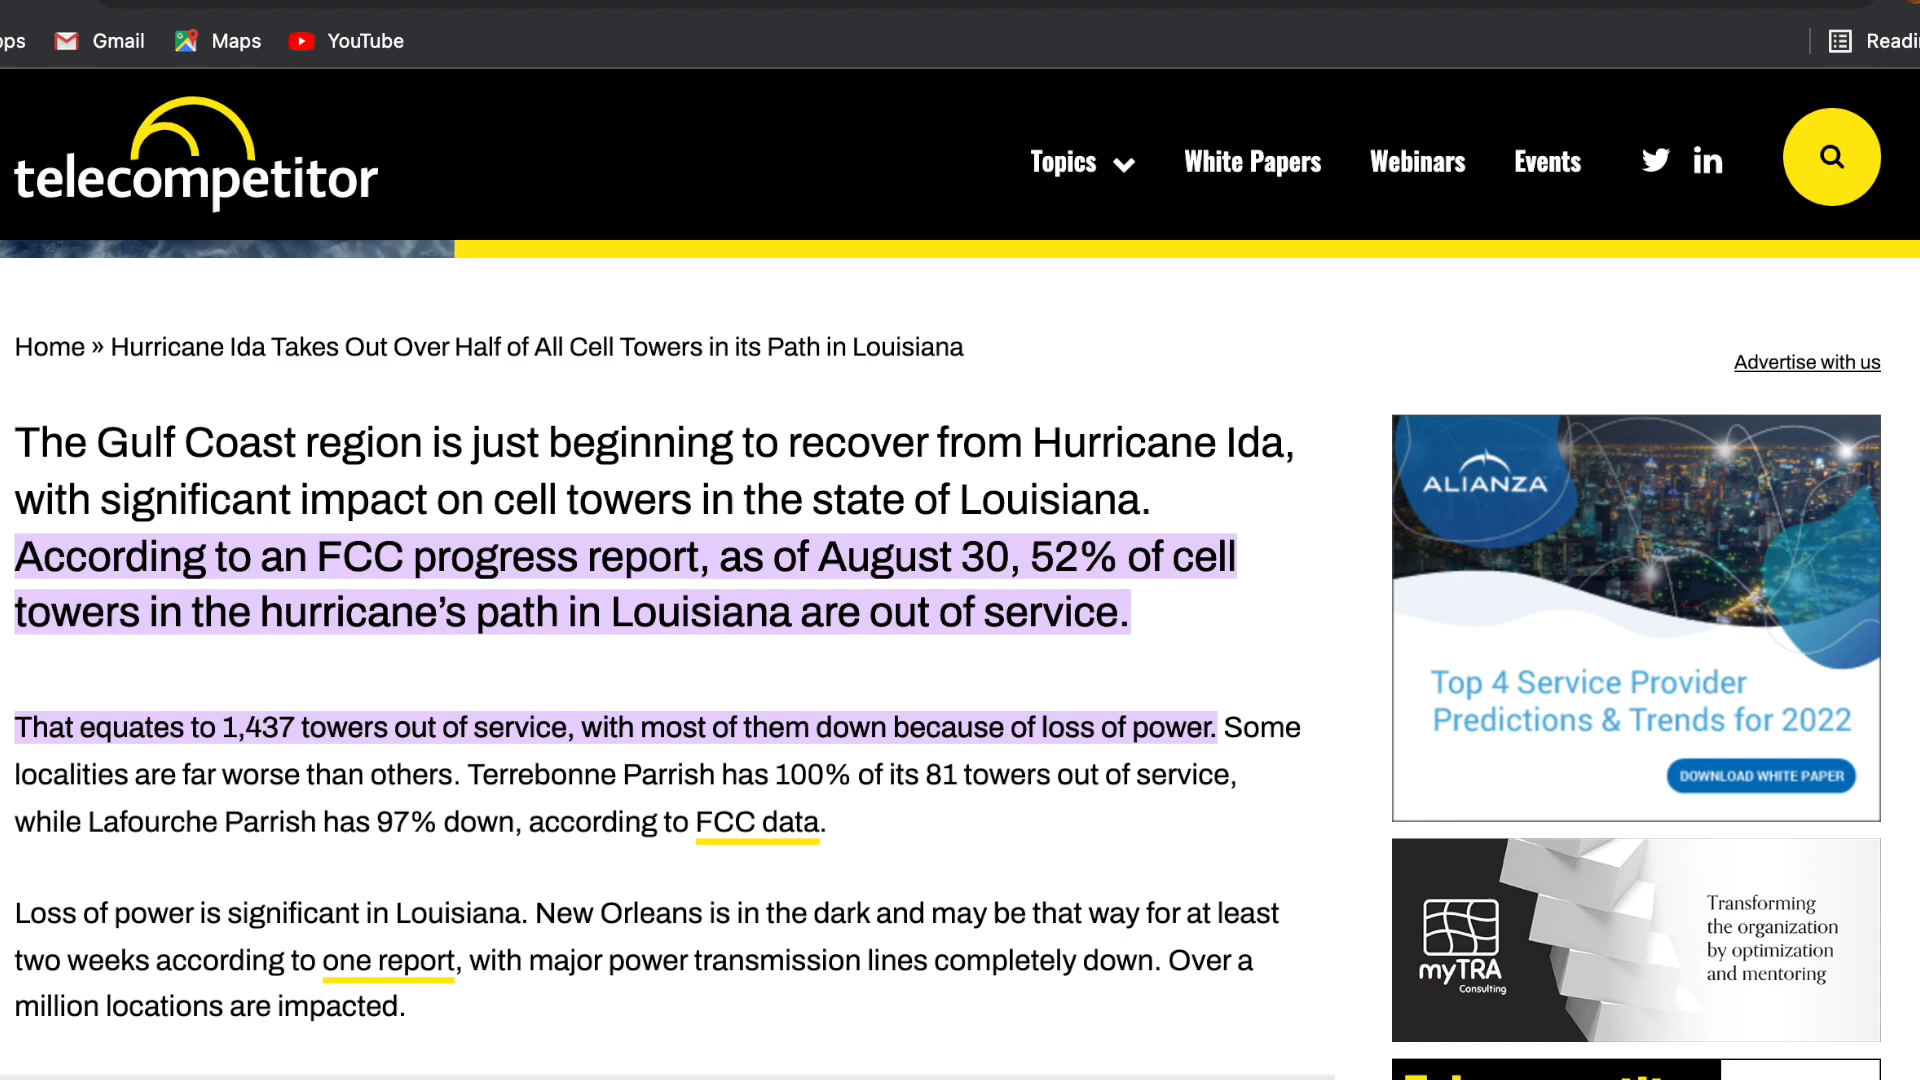 Gmail
Maps
YouTube
telecompetitor
Topics
White Papers
Webinars
Events
in
Home » Hurricane Ida Takes Out Over Half of All Cell Towers in its Path in Louisiana
Advertise with us
The Gulf Coast region is just beginning to recover from Hurricane Ida,
with significant impact on cell towers in the state of Louisiana.
According to an FCC progress report, as of August 30, 52% of cell
towers in the hurricane’s path in Louisiana are out of service.
That equates to 1,437 towers out of service, with most of them down because of loss of power. Some
localities are far worse than others. Terrebonne Parrish has 100% of its 81 towers out of service,
while Lafourche Parrish has 97% down, according to FCC data.
Loss of power is significant in Louisiana. New Orleans is in the dark and may be that way for at least
two weeks according to one report, with major power transmission lines completely down. Over a
million locations are impacted.
ALIANZA
Top 4 Service Provider
Predictions & Trends for 2022
DOWNLOAD WHITE PAPER
myTRA
Consulting
Transforming
the organization
by optimization
and mentoring